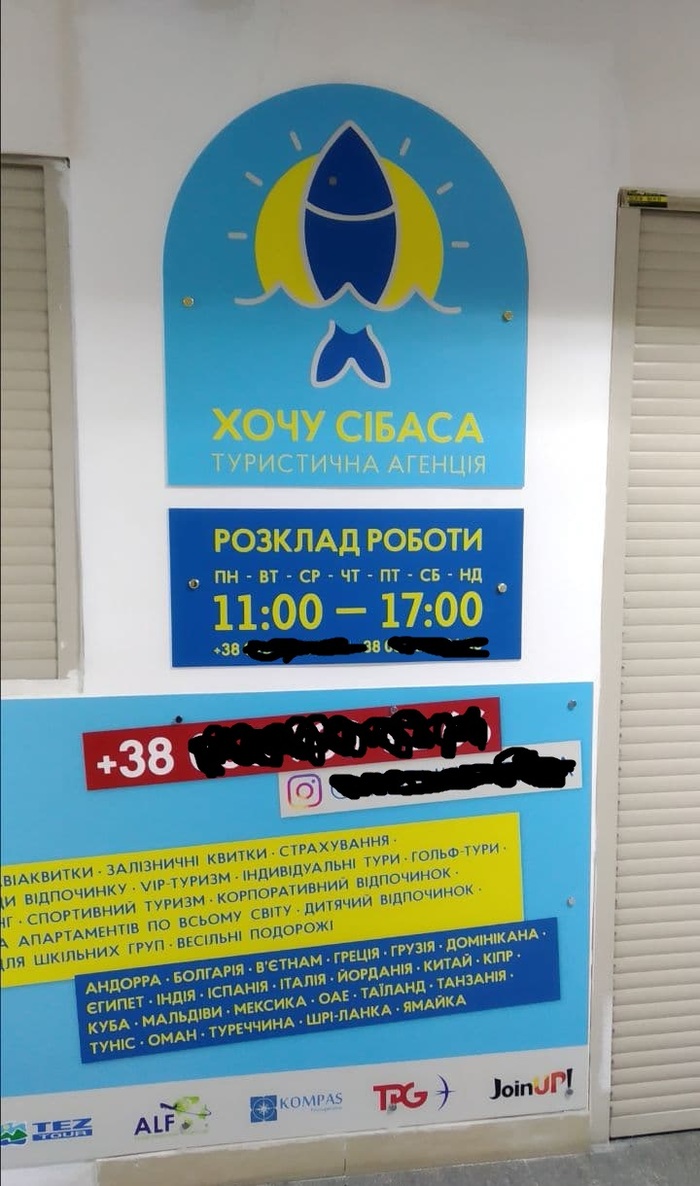 ХОЧУ СІБАСА
ТУРИСТИЧНА АГЕНЦІЯ
РОЗКЛАД РОБОТИ
ПН - ВТ - СР - ЧТ - ПТ - СБ - НД
11:00 — 17:00
+38 38
+38
ВІАКВИТКИ · ЗАЛІЗНИЧНІ КВИТКИ · СТРАХУВАННЯ ·
ВІДПОЧИНКУ · VIP-ТУРИЗМ · ІНДИВІДУАЛЬНІ ТУРИ · ГОЛЬФ-ТУРИ ·
· СПОРТИВНИЙ ТУРИЗМ · КОРПОРАТИВНИЙ ВІДПОЧИНОК ·
АПАРТАМЕНТІВ ПО ВСЬОМУ СВІТУ · ДИТЯЧИЙ ВІДПОЧИНОК ·
ДЛЯ ШКІЛЬНИХ ГРУП · ВЕСІЛЬНІ ПОДОРОЖІ
АНДОРРА · БОЛГАРІЯ · В'ЄТНАМ · ГРЕЦІЯ · ГРУЗІЯ · ДОМІНІКАНА ·
ЄГИПЕТ · ІНДІЯ · ІСПАНІЯ · ІТАЛІЯ · ЙОРДАНІЯ · КИТАЙ · КІПР ·
КУБА · МАЛЬДІВИ · МЕКСИКА · ОАЕ · ТАЇЛАНД · ТАНЗАНІЯ ·
ТУНІС · ОМАН · ТУРЕЧЧИНА · ШРІ-ЛАНКА · ЯМАЙКА
TEZ TOUR ALF KOMPAS TPG JoinUP!